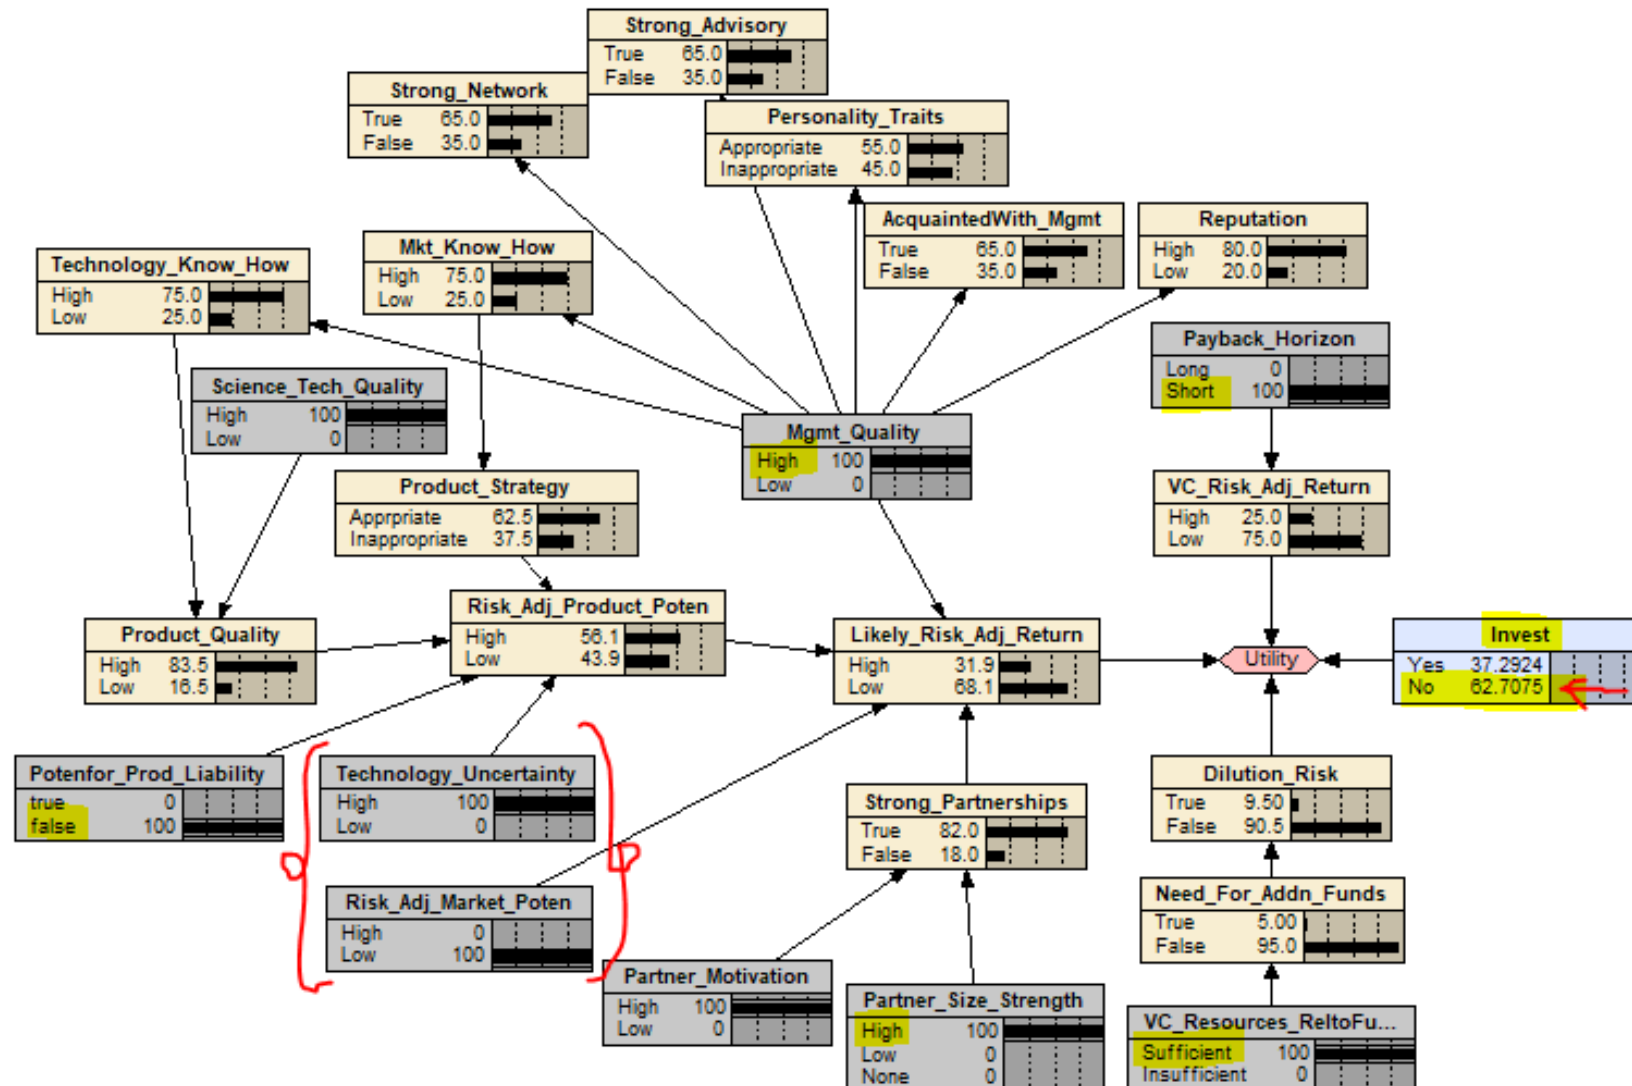 Strong_Advisory
True 65.0
False 35.0
Strong_Network
True 65.0
False 35.0
Personality_Traits
Appropriate 55.0
Inappropriate 45.0
AcquaintedWith_Mgmt
True 65.0
False 35.0
Reputation
High 80.0
Low 20.0
Mkt_Know_How
High 75.0
Low 25.0
Technology_Know_How
High 75.0
Low 25.0
Payback_Horizon
Long 0
Short 100
Science_Tech_Quality
High 100
Low 0
Mgmt_Quality
High 100
Low 0
Product_Strategy
Apprpriate 62.5
Inappropriate 37.5
VC_Risk_Adj_Return
High 25.0
Low 75.0
Risk_Adj_Product_Poten
High 56.1
Low 43.9
Product_Quality
High 83.5
Low 16.5
Likely_Risk_Adj_Return
High 31.9
Low 68.1
Utility
Invest
Yes 37.2924
No 62.7075
Potenfor_Prod_Liability
true 0
false 100
Technology_Uncertainty
High 100
Low 0
Strong_Partnerships
True 82.0
False 18.0
Dilution_Risk
True 9.50
False 90.5
Risk_Adj_Market_Poten
High 0
Low 100
Need_For_Addn_Funds
True 5.00
False 95.0
Partner_Motivation
High 100
Low 0
Partner_Size_Strength
High 100
Low 0
None 0
VC_Resources_ReltoFu...
Sufficient 100
Insufficient 0